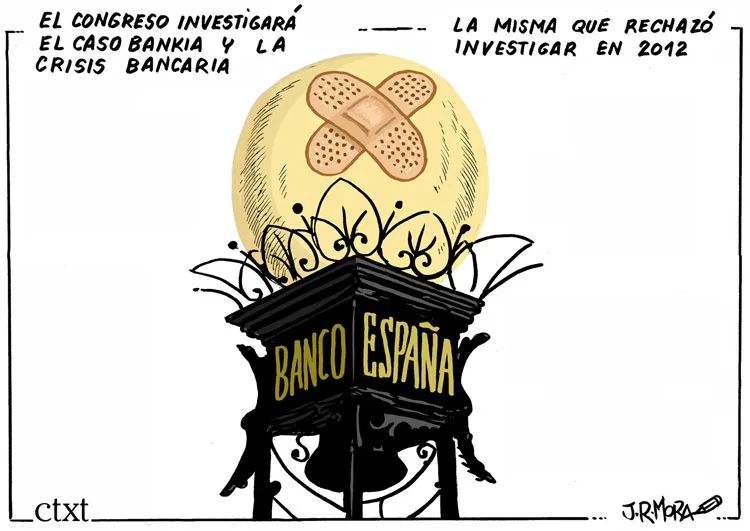 EL CONGRESO INVESTIGARÁ
EL CASO BANKIA Y LA
CRISIS BANCARIA
LA MISMA QUE RECHAZÓ
INVESTIGAR EN 2012
BANCO ESPAÑA
ctxt
J.R.MORA